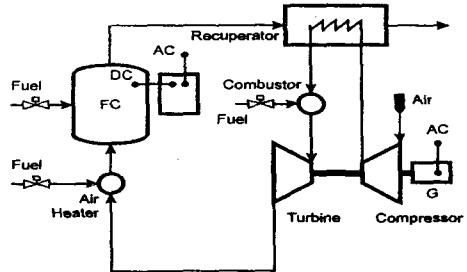 Recuperator
AC
DC
Fuel
FC
Combustor
Fuel
Air
AC
Fuel
Air
Heater
G
Turbine
Compressor